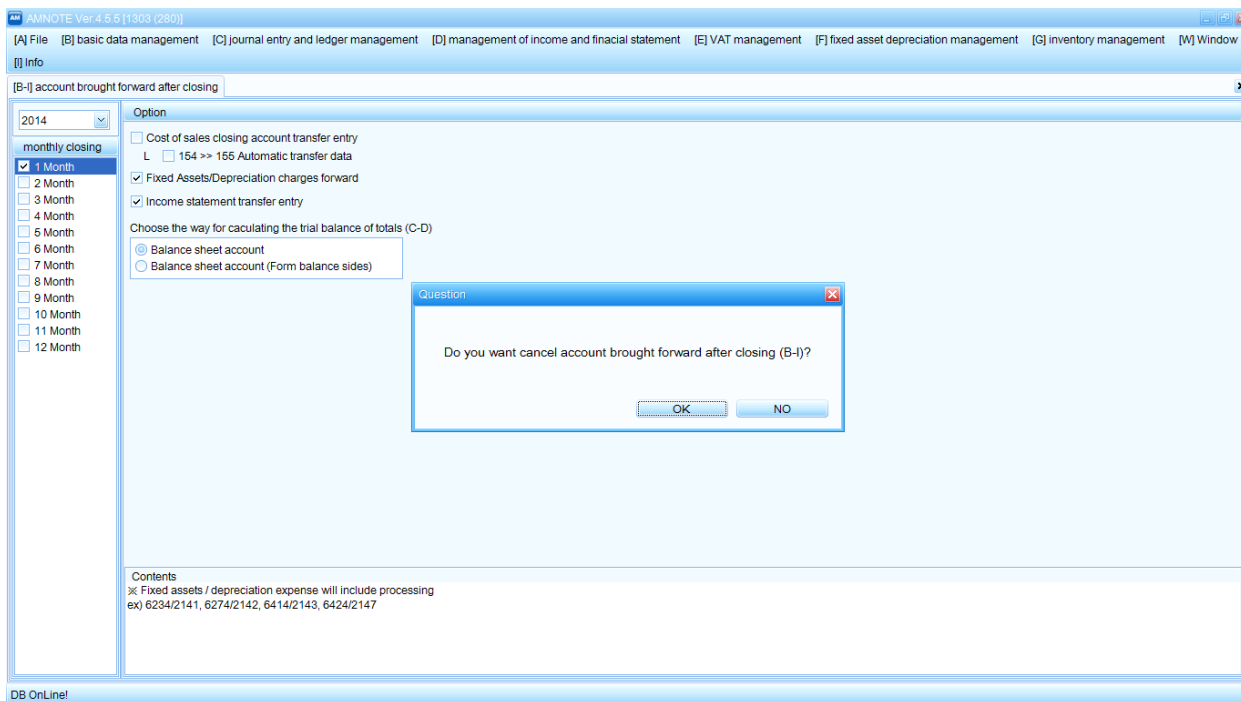 AM AMNOTE Ver 4.5.5 [1303 (280)]
[A] File [B] basic data management [C] journal entry and ledger management [D] management of income and finacial statement [E] VAT management [F] fixed asset depreciation management [G] inventory management [W] Window
[I] Info
[B-I] account brought forward after closing
2014
monthly closing
1 Month
2 Month
3 Month
4 Month
5 Month
6 Month
7 Month
8 Month
9 Month
10 Month
11 Month
12 Month
Option
Cost of sales closing account transfer entry
L 154 >> 155 Automatic transfer data
Fixed Assets/Depreciation charges forward
Income statement transfer entry
Choose the way for caculating the trial balance of totals (C-D)
Balance sheet account
Balance sheet account (Form balance sides)
Question
Do you want cancel account brought forward after closing (B-I)?
OK NO
Contents
※ Fixed assets / depreciation expense will include processing
ex) 6234/2141, 6274/2142, 6414/2143, 6424/2147
DB OnLine!